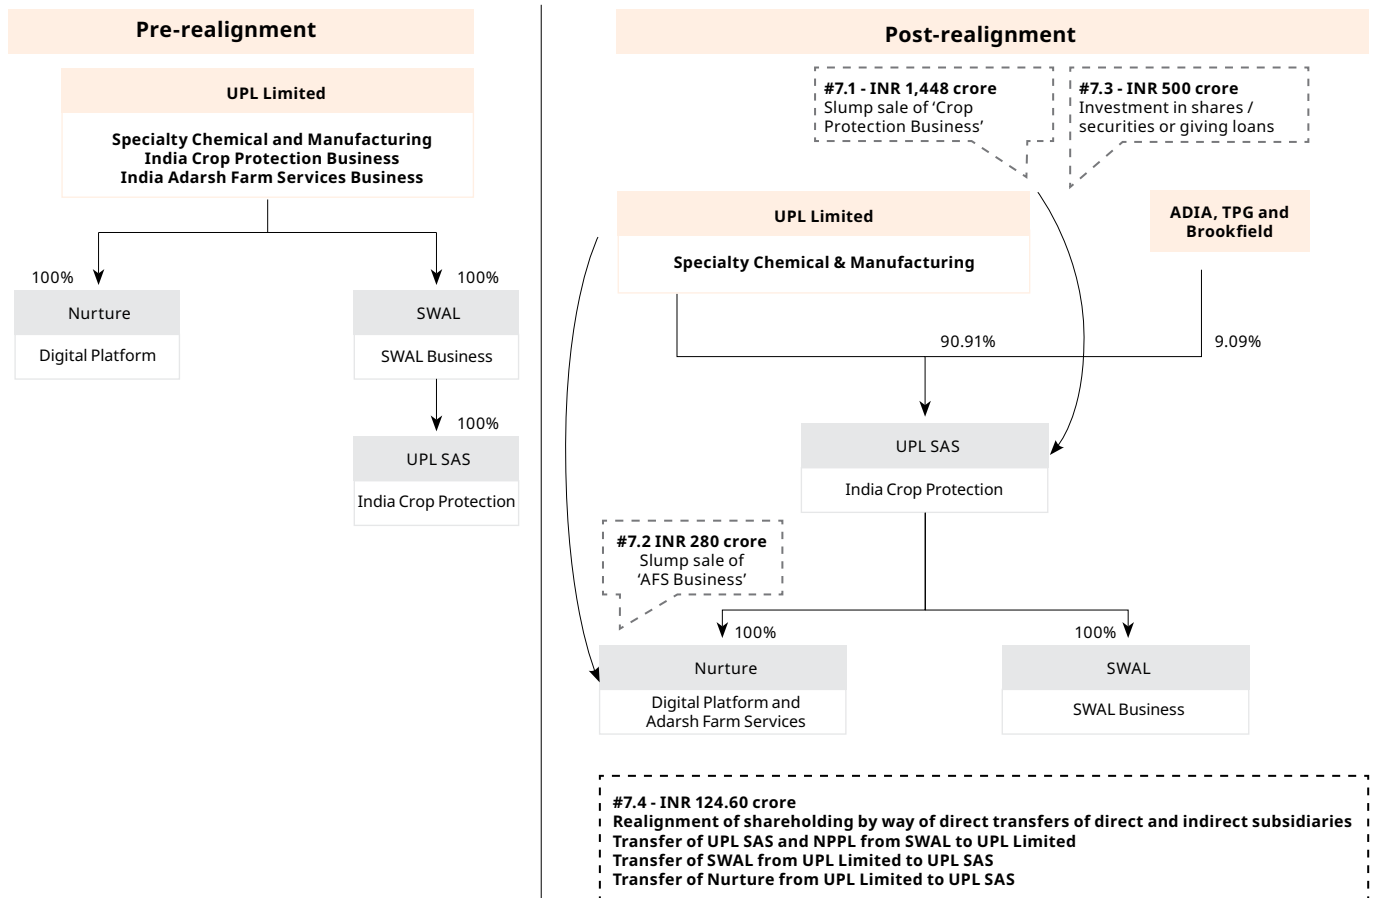 Pre-realignment
UPL Limited
Specialty Chemical and Manufacturing
India Crop Protection Business
India Adarsh Farm Services Business
100%
100%
Nurture
Digital Platform
SWAL
SWAL Business
100%
UPL SAS
India Crop Protection
Post-realignment
#7.1 - INR 1,448 crore
Slump sale of ‘Crop
Protection Business’
#7.3 - INR 500 crore
Investment in shares /
securities or giving loans
UPL Limited
Specialty Chemical & Manufacturing
ADIA, TPG and
Brookfield
90.91%
9.09%
UPL SAS
India Crop Protection
#7.2 INR 280 crore
Slump sale of
‘AFS Business’
100%
100%
Nurture
Digital Platform and
Adarsh Farm Services
SWAL
SWAL Business
#7.4 - INR 124.60 crore
Realignment of shareholding by way of direct transfers of direct and indirect subsidiaries
Transfer of UPL SAS and NPPL from SWAL to UPL Limited
Transfer of SWAL from UPL Limited to UPL SAS
Transfer of Nurture from UPL Limited to UPL SAS